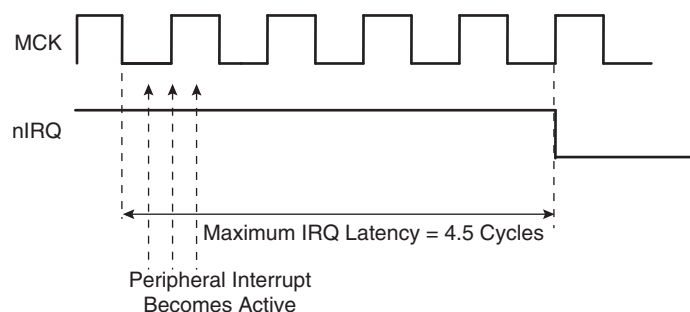 MCK
nIRQ
Maximum IRQ Latency = 4.5 Cycles
Peripheral Interrupt
Becomes Active